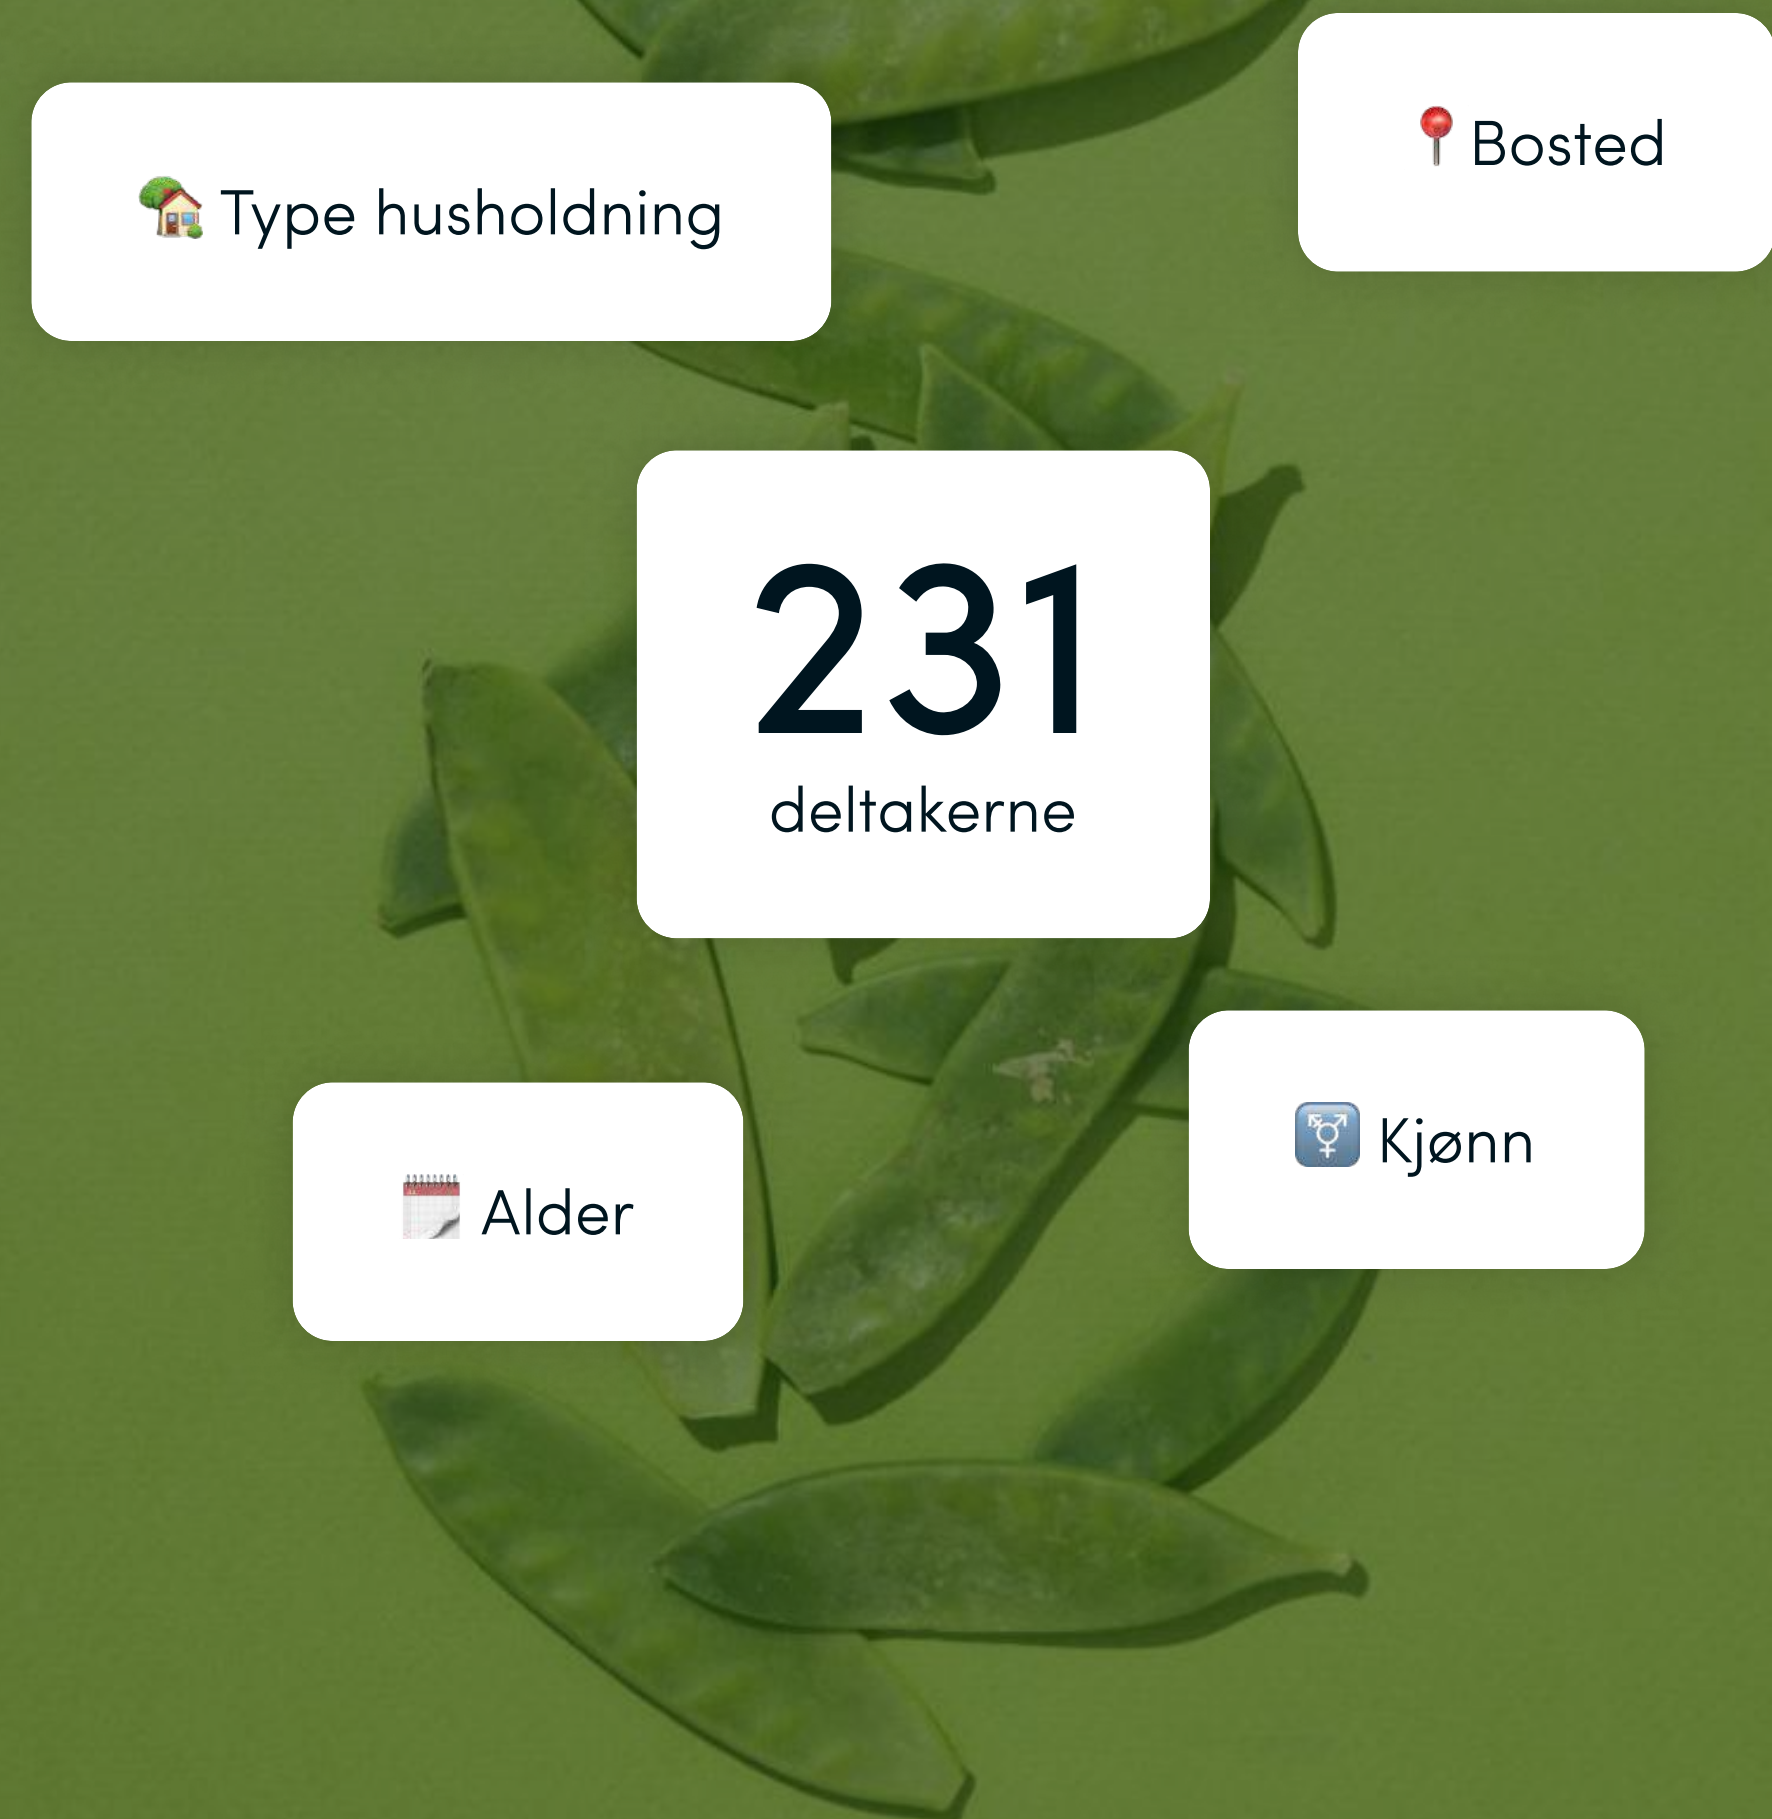 📍Bosted
🏡 Type husholdning
231
deltakerne
🗓️ Alder
⚧️ Kjønn